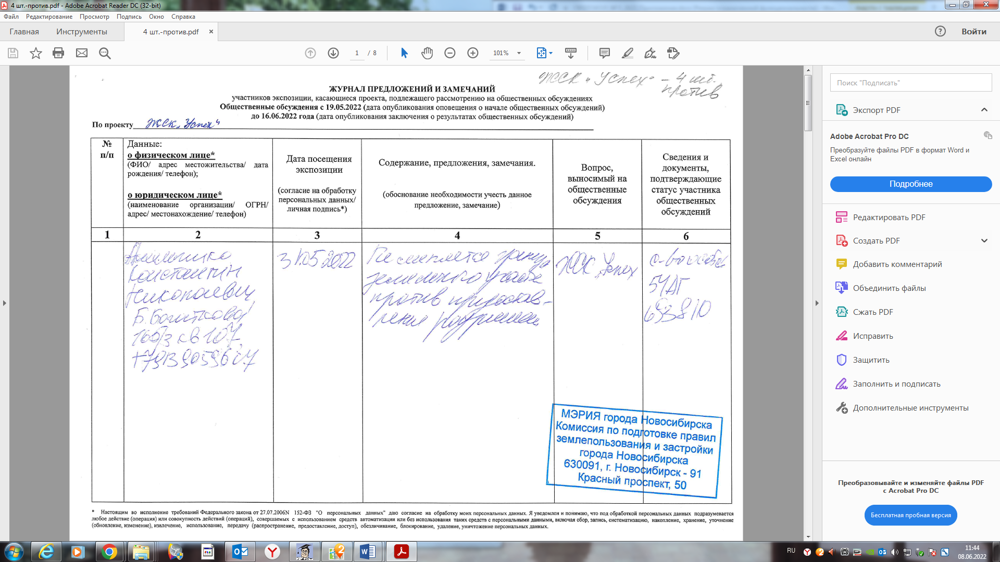 4 шт.-против.pdf - Adobe Acrobat Reader DC (32-bit)
Файл Редактирование Просмотр Подпись Окно Справка
Главная Инструменты 4 шт.-против.pdf × Войти
1 / 8 101%
ЖСК „Успех" - 4 шт.
против
ЖУРНАЛ ПРЕДЛОЖЕНИЙ И ЗАМЕЧАНИЙ
участников экспозиции, касающиеся проекта, подлежащего рассмотрению на общественных обсуждениях
Общественные обсуждения с 19.05.2022 (дата опубликования оповещения о начале общественных обсуждений)
до 16.06.2022 года (дата опубликования заключения о результатах общественных обсуждений)
По проекту ЖСК „Успех"
№
п/п
Данные:
о физическом лице*
(ФИО/ адрес местожительства/ дата
рождения/ телефон);
о юридическом лице*
(наименование организации/ ОГРН/
адрес/ местонахождение/ телефон)
Дата посещения
экспозиции
(согласие на обработку
персональных данных/
личная подпись*)
Содержание, предложения, замечания.
(обоснование необходимости учесть данное
предложение, замечание)
Вопрос,
выносимый на
общественные
обсуждения
Сведения и
документы,
подтверждающие
статус участника
общественных
обсуждений
1 2 3 4 5 6
Константин
Николаевич
Б. Богаткова
160/3 кв 107
31.05 2022
земельного участка
против предостав-
ления
ЖСК „Успех
54АГ
653810
МЭРИЯ города Новосибирска
Комиссия по подготовке правил
землепользования и застройки
города Новосибирска
630091, г. Новосибирск - 91
Красный проспект, 50
* Настоящим во исполнение требований Федерального закона от 27.07.2006N 152-ФЗ "О персональных данных" даю согласие на обработку моих персональных данных. Я уведомлен и понимаю, что под обработкой персональных данных подразумевается
любое действие (операция) или совокупность действий (операций), совершаемых с использованием средств автоматизации или без использования таких средств с персональными данными, включая сбор, запись, систематизацию, накопление, хранение, уточнение
(обновление, изменение), извлечение, использование, передачу (распространение, предоставление, доступ), обезличивание, блокирование, удаление, уничтожение персональных данных.
Поиск "Подписать"
Экспорт PDF
Adobe Acrobat Pro DC
Преобразуйте файлы PDF в формат Word и
Excel онлайн
Подробнее
Редактировать PDF
Создать PDF
Добавить комментарий
Объединить файлы
Сжать PDF
Исправить
Защитить
Заполнить и подписать
Дополнительные инструменты
Преобразовывайте и изменяйте файлы PDF
с Acrobat Pro DC
Бесплатная пробная версия
RU
11:44
08.06.2022